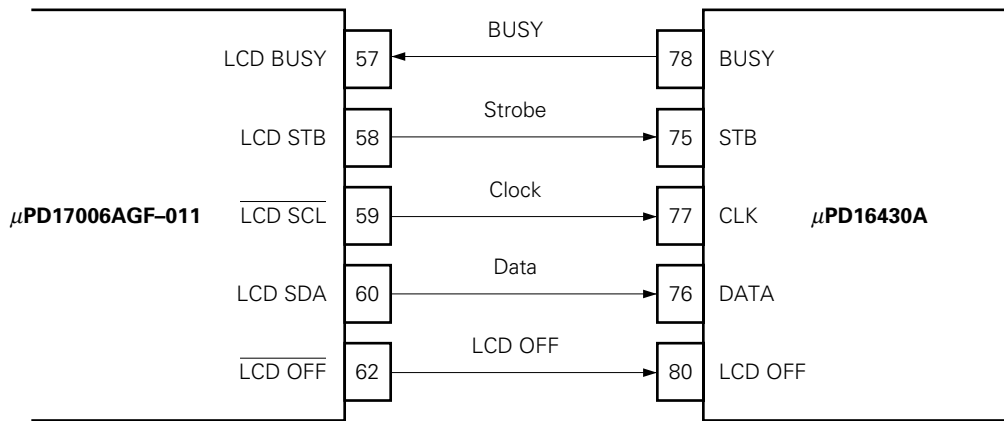 BUSY
LCD BUSY 57 78 BUSY
Strobe
LCD STB 58 75 STB
Clock
μPD17006AGF–011 LCD SCL 59 77 CLK μPD16430A
Data
LCD SDA 60 76 DATA
LCD OFF
LCD OFF 62 80 LCD OFF